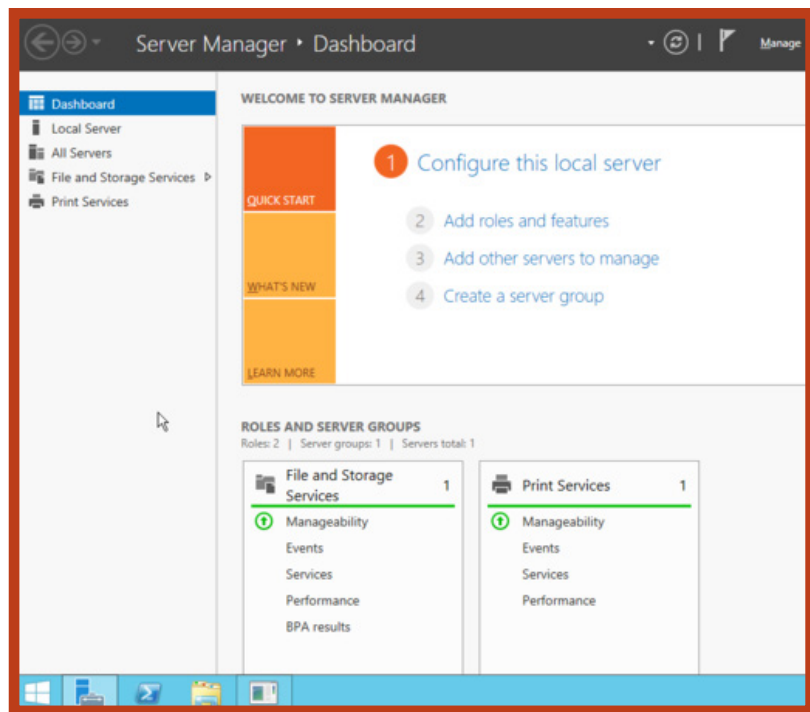 Server Manager ‣ Dashboard
Manage
Dashboard
Local Server
All Servers
File and Storage Services
Print Services
WELCOME TO SERVER MANAGER
QUICK START
WHAT'S NEW
LEARN MORE
1 Configure this local server
2 Add roles and features
3 Add other servers to manage
4 Create a server group
ROLES AND SERVER GROUPS
Roles: 2 | Server groups: 1 | Servers total: 1
File and Storage
Services 1
Manageability
Events
Services
Performance
BPA results
Print Services 1
Manageability
Events
Services
Performance